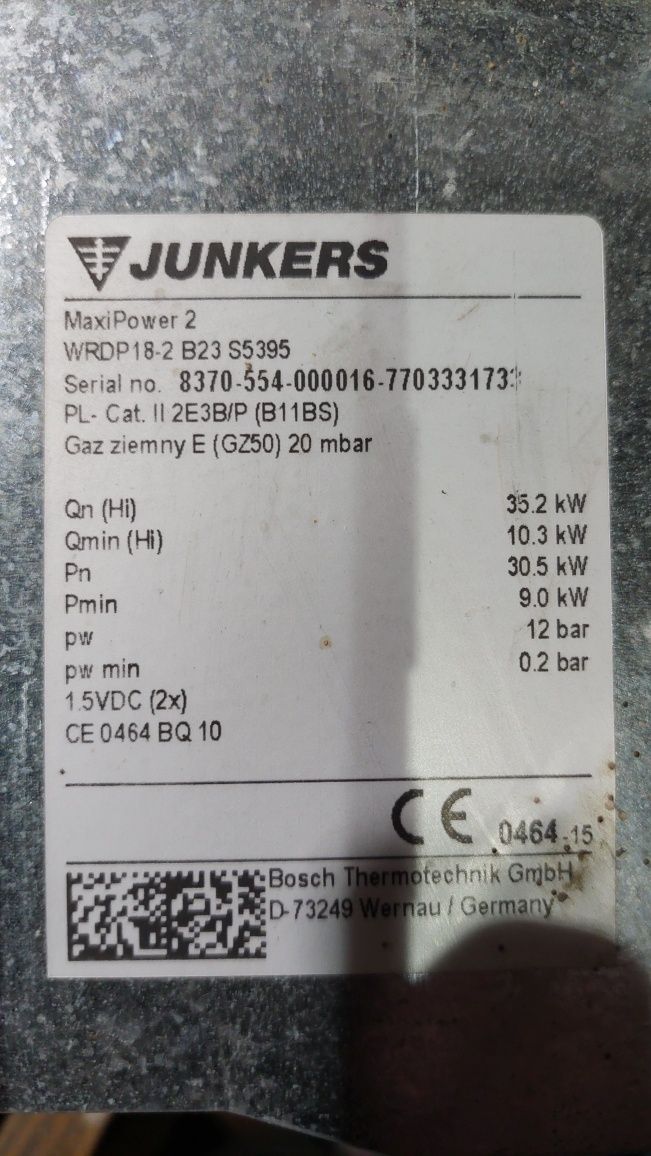 JUNKERS
MaxiPower 2
WRDP18-2 B23 S5395
Serial no. 8370-554-000016-7703331733
PL- Cat. II 2E3B/P (B11BS)
Gaz ziemny E (GZ50) 20 mbar
Qn (Hi) 35.2 kW
Qmin (Hi) 10.3 kW
Pn 30.5 kW
Pmin 9.0 kW
pw 12 bar
pw min 0.2 bar
1.5VDC (2x)
CE 0464 BQ 10
CE 0464-15
Bosch Thermotechnik GmbH
D-73249 Wernau / Germany